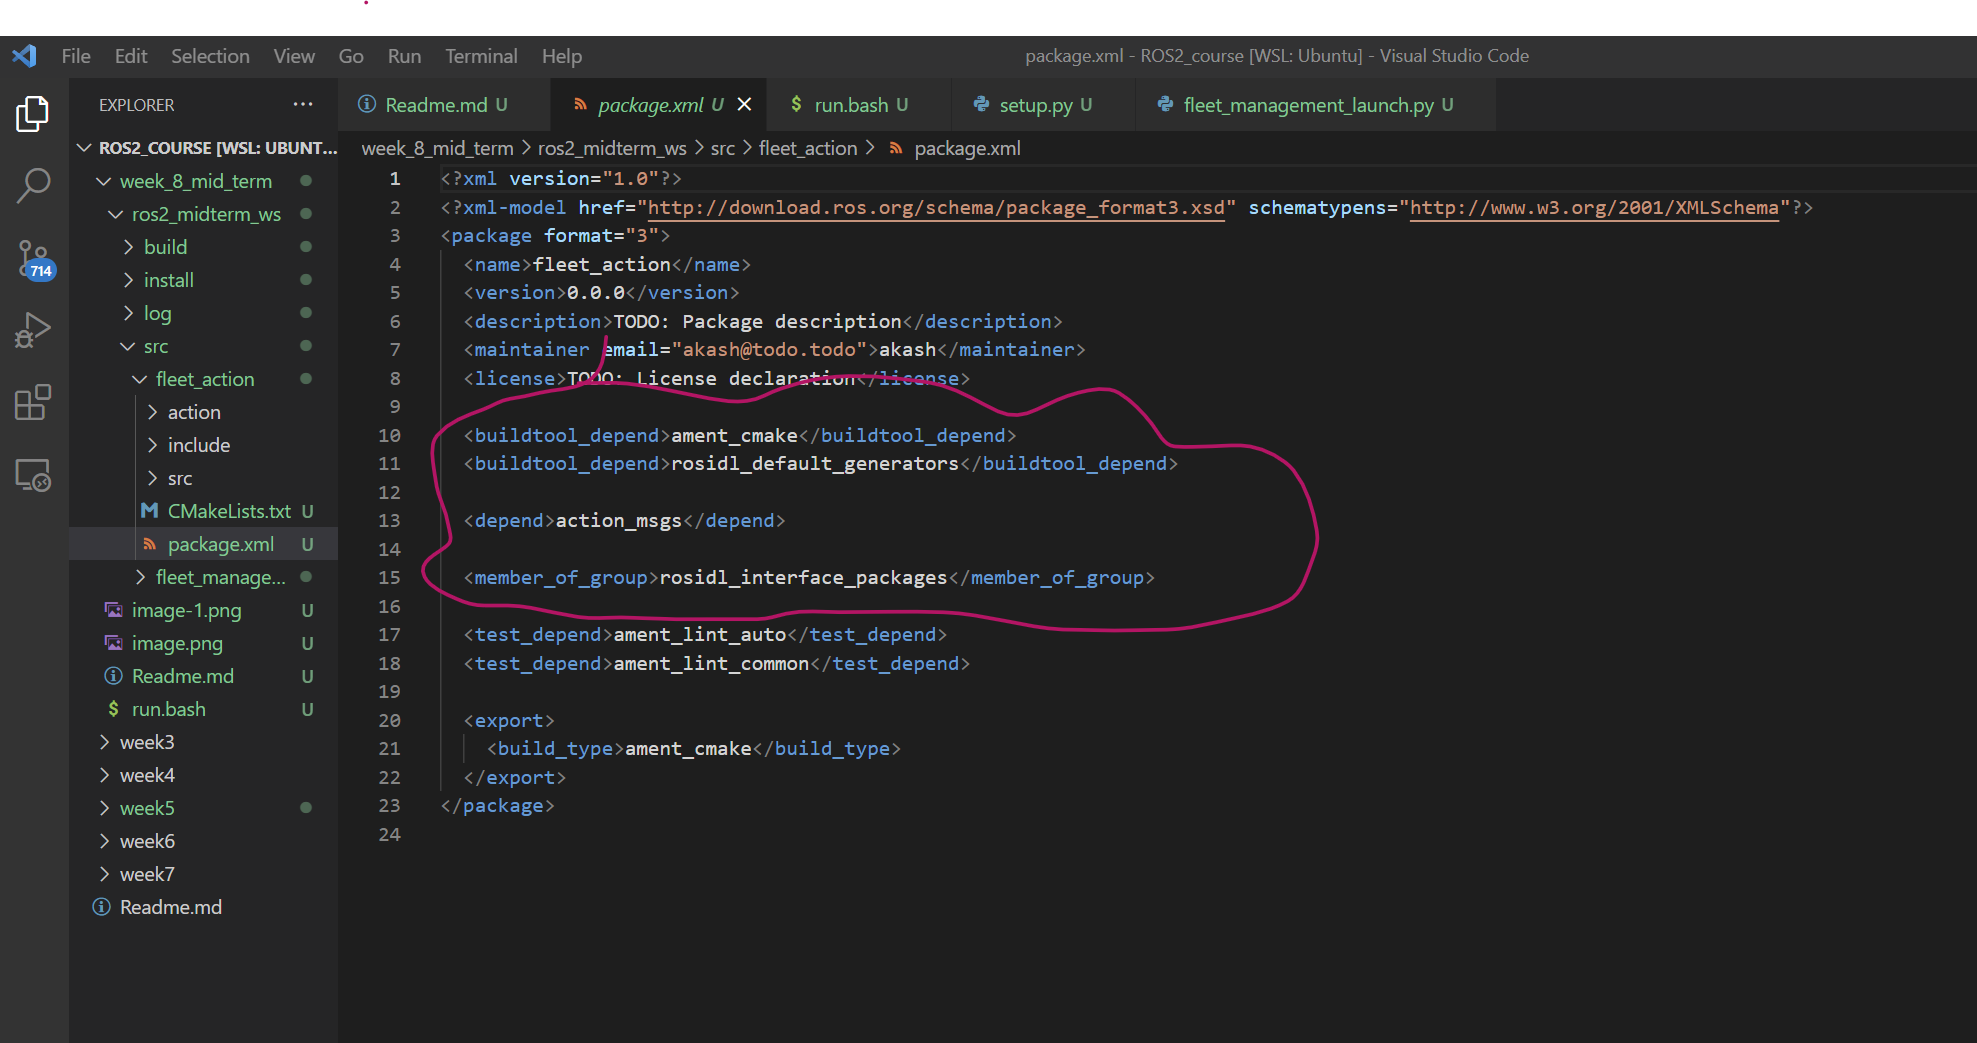 File Edit Selection View Go Run Terminal Help package.xml - ROS2_course [WSL: Ubuntu] - Visual Studio Code
EXPLORER ···
Readme.md U package.xml U run.bash U setup.py U fleet_management_launch.py U
714
ROS2_COURSE [WSL: UBUNT...
week_8_mid_term
ros2_midterm_ws
build
install
log
src
fleet_action
action
include
src
CMakeLists.txt U
package.xml U
fleet_manage...
image-1.png U
image.png U
Readme.md U
run.bash U
week3
week4
week5
week6
week7
Readme.md
week_8_mid_term > ros2_midterm_ws > src > fleet_action > package.xml
1 <?xml version="1.0"?>
2 <?xml-model href="http://download.ros.org/schema/package_format3.xsd" schematypens="http://www.w3.org/2001/XMLSchema"?>
3 <package format="3">
4 <name>fleet_action</name>
5 <version>0.0.0</version>
6 <description>TODO: Package description</description>
7 <maintainer email="akash@todo.todo">akash</maintainer>
8 <license>TODO: License declaration</license>
9
10 <buildtool_depend>ament_cmake</buildtool_depend>
11 <buildtool_depend>rosidl_default_generators</buildtool_depend>
12
13 <depend>action_msgs</depend>
14
15 <member_of_group>rosidl_interface_packages</member_of_group>
16
17 <test_depend>ament_lint_auto</test_depend>
18 <test_depend>ament_lint_common</test_depend>
19
20 <export>
21 <build_type>ament_cmake</build_type>
22 </export>
23 </package>
24